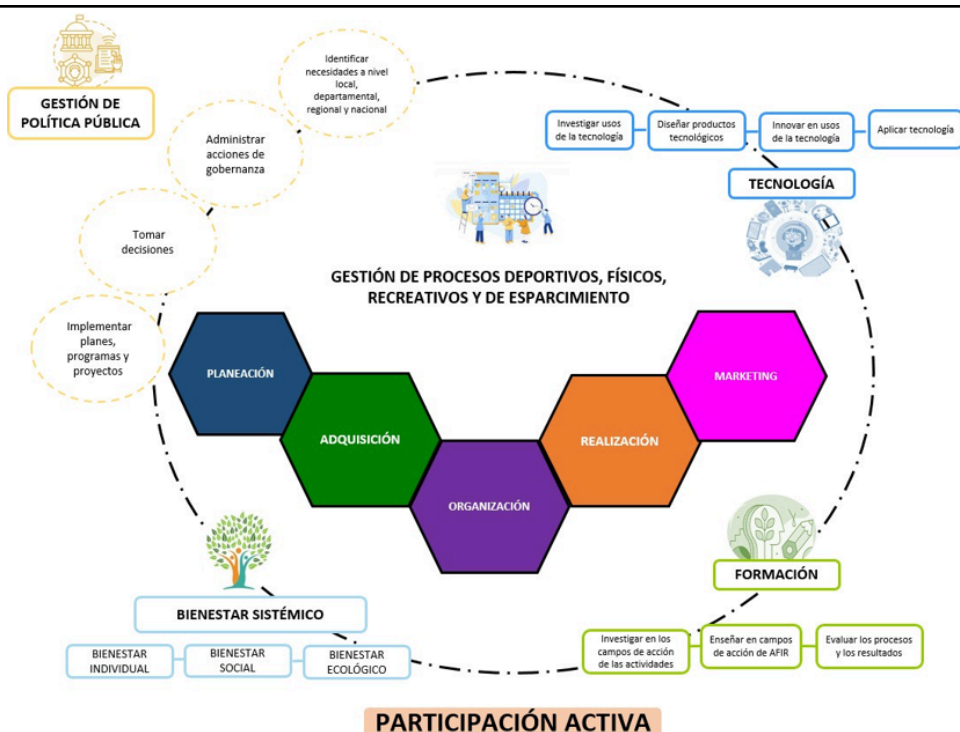 GESTIÓN DE
POLÍTICA PÚBLICA
Identificar
necesidades a nivel
local,
departamental,
regional y nacional
Administrar
acciones de
gobernanza
Tomar
decisiones
Implementar
planes,
programas y
proyectos
Investigar usos
de la tecnología
Diseñar productos
tecnológicos
Innovar en usos
de la tecnología
Aplicar tecnología
TECNOLOGÍA
GESTIÓN DE PROCESOS DEPORTIVOS, FÍSICOS,
RECREATIVOS Y DE ESPARCIMIENTO
PLANEACIÓN
ADQUISICIÓN
ORGANIZACIÓN
REALIZACIÓN
MARKETING
BIENESTAR SISTÉMICO
BIENESTAR
INDIVIDUAL
BIENESTAR
SOCIAL
BIENESTAR
ECOLÓGICO
FORMACIÓN
Investigar en los
campos de acción
de las actividades
Enseñar en campos
de acción de AFIR
Evaluar los procesos
y los resultados
PARTICIPACIÓN ACTIVA